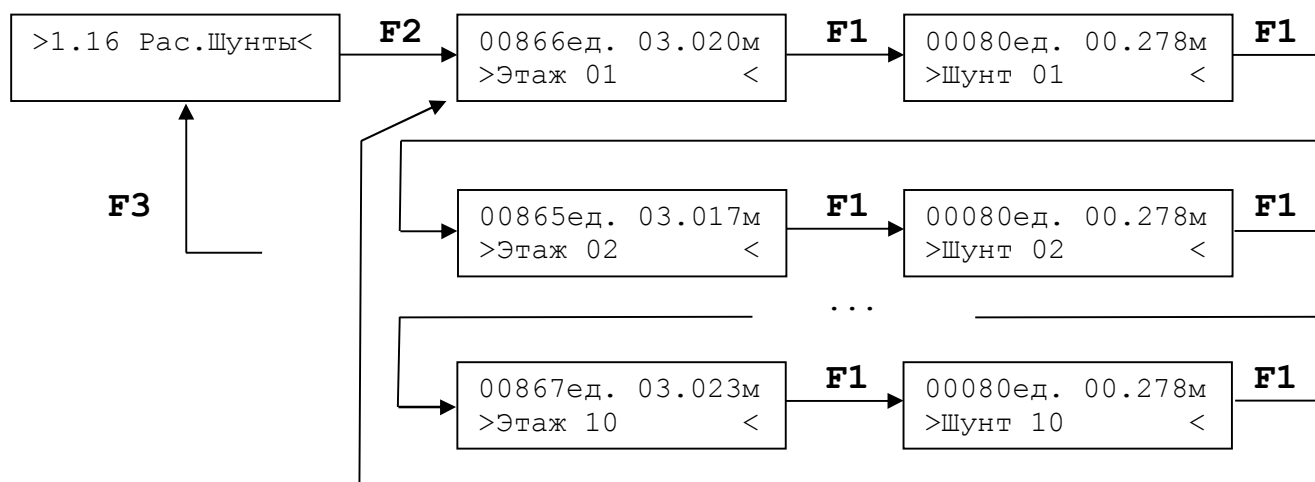 >1.16 Рас.Шунты<
F2
00866ед. 03.020м
>Этаж 01 <
F1
00080ед. 00.278м
>Шунт 01 <
F1
F3
00865ед. 03.017м
>Этаж 02 <
F1
00080ед. 00.278м
>Шунт 02 <
F1
...
00867ед. 03.023м
>Этаж 10 <
F1
00080ед. 00.278м
>Шунт 10 <
F1